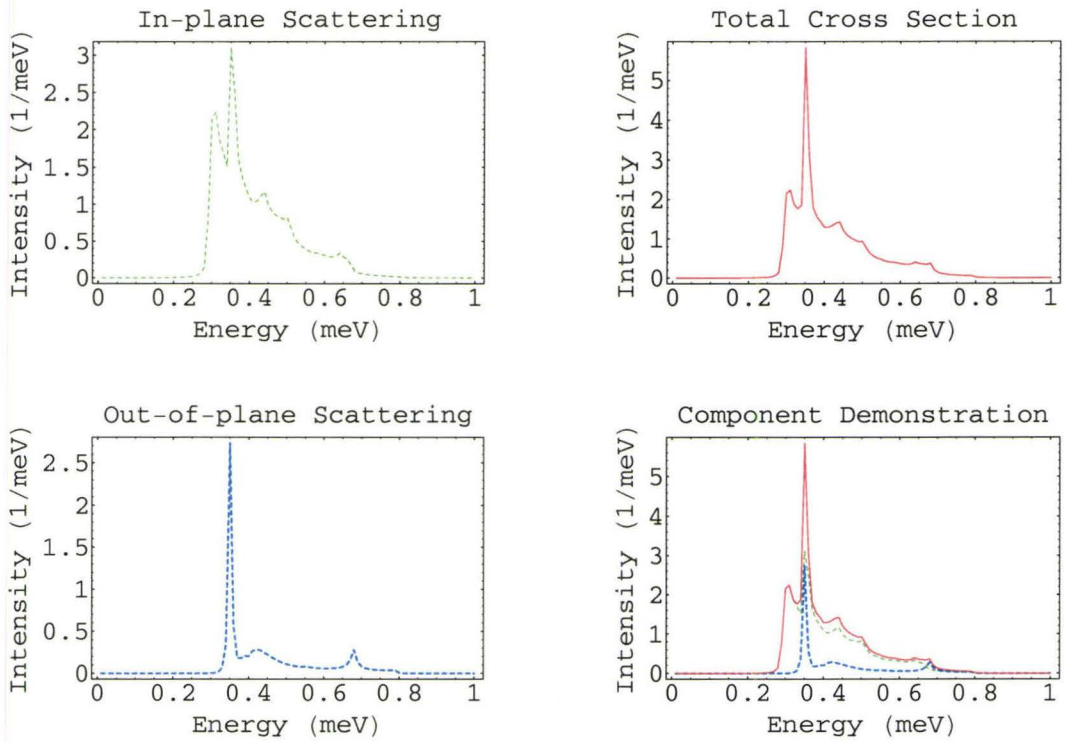 In-plane Scattering
Intensity (1/meV)
3
2.5
2
1.5
1
0.5
0
0 0.2 0.4 0.6 0.8 1
Energy (meV)
Total Cross Section
Intensity (1/meV)
5
4
3
2
1
0
0 0.2 0.4 0.6 0.8 1
Energy (meV)
Out-of-plane Scattering
Intensity (1/meV)
2.5
2
1.5
1
0.5
0
0 0.2 0.4 0.6 0.8 1
Energy (meV)
Component Demonstration
Intensity (1/meV)
5
4
3
2
1
0
0 0.2 0.4 0.6 0.8 1
Energy (meV)